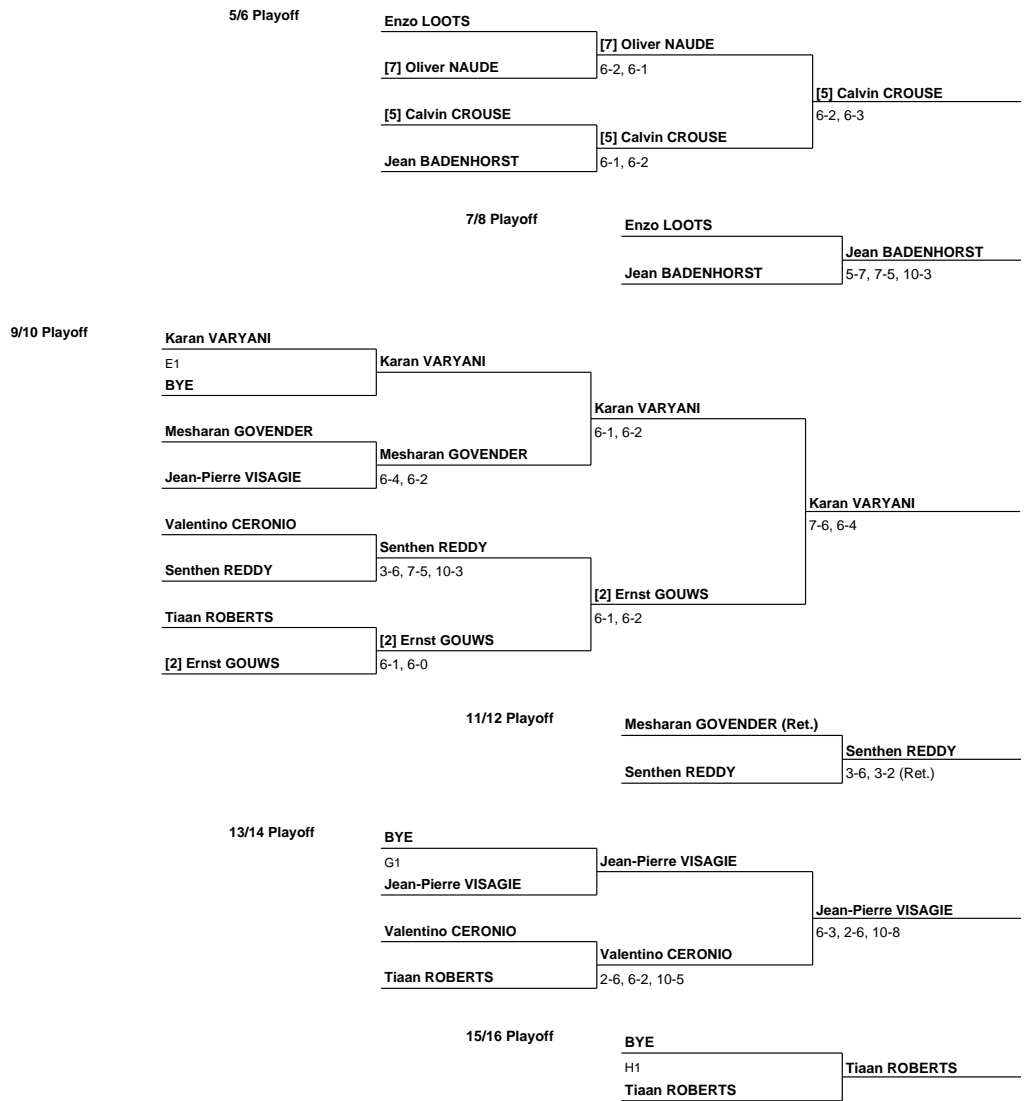 5/6 Playoff
Enzo LOOTS
[7] Oliver NAUDE
[7] Oliver NAUDE
6-2, 6-1
[5] Calvin CROUSE
[5] Calvin CROUSE
6-2, 6-3
[5] Calvin CROUSE
Jean BADENHORST
6-1, 6-2
7/8 Playoff
Enzo LOOTS
Jean BADENHORST
Jean BADENHORST
5-7, 7-5, 10-3
9/10 Playoff
Karan VARYANI
E1
Karan VARYANI
BYE
Karan VARYANI
6-1, 6-2
Mesharan GOVENDER
Mesharan GOVENDER
Jean-Pierre VISAGIE
6-4, 6-2
Karan VARYANI
7-6, 6-4
Valentino CERONIO
Senthen REDDY
Senthen REDDY
3-6, 7-5, 10-3
[2] Ernst GOUWS
6-1, 6-2
Tiaan ROBERTS
[2] Ernst GOUWS
[2] Ernst GOUWS
6-1, 6-0
11/12 Playoff
Mesharan GOVENDER (Ret.)
Senthen REDDY
Senthen REDDY
3-6, 3-2 (Ret.)
13/14 Playoff
BYE
G1
Jean-Pierre VISAGIE
Jean-Pierre VISAGIE
Jean-Pierre VISAGIE
6-3, 2-6, 10-8
Valentino CERONIO
Valentino CERONIO
Tiaan ROBERTS
2-6, 6-2, 10-5
15/16 Playoff
BYE
H1
Tiaan ROBERTS
Tiaan ROBERTS